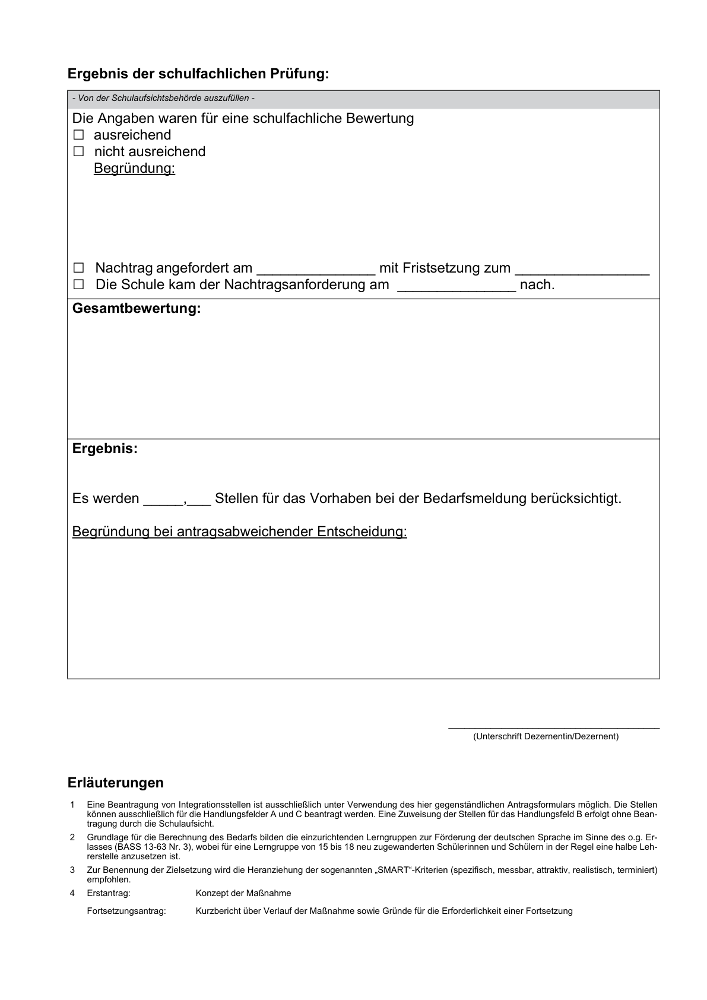 Ergebnis der schulfachlichen Prüfung:
- Von der Schulaufsichtsbehörde auszufüllen -
Die Angaben waren für eine schulfachliche Bewertung
☐ ausreichend
☐ nicht ausreichend
Begründung:
☐ Nachtrag angefordert am _______________ mit Fristsetzung zum _________________
☐ Die Schule kam der Nachtragsanforderung am _______________ nach.
Gesamtbewertung:
Ergebnis:
Es werden _____,___ Stellen für das Vorhaben bei der Bedarfsmeldung berücksichtigt.
Begründung bei antragsabweichender Entscheidung:
(Unterschrift Dezernentin/Dezernent)
Erläuterungen
1 Eine Beantragung von Integrationsstellen ist ausschließlich unter Verwendung des hier gegenständlichen Antragsformulars möglich. Die Stellen
können ausschließlich für die Handlungsfelder A und C beantragt werden. Eine Zuweisung der Stellen für das Handlungsfeld B erfolgt ohne Bean-
tragung durch die Schulaufsicht.
2 Grundlage für die Berechnung des Bedarfs bilden die einzurichtenden Lerngruppen zur Förderung der deutschen Sprache im Sinne des o.g. Er-
lasses (BASS 13-63 Nr. 3), wobei für eine Lerngruppe von 15 bis 18 neu zugewanderten Schülerinnen und Schülern in der Regel eine halbe Leh-
rerstelle anzusetzen ist.
3 Zur Benennung der Zielsetzung wird die Heranziehung der sogenannten „SMART“-Kriterien (spezifisch, messbar, attraktiv, realistisch, terminiert)
empfohlen.
4 Erstantrag: Konzept der Maßnahme
Fortsetzungsantrag: Kurzbericht über Verlauf der Maßnahme sowie Gründe für die Erforderlichkeit einer Fortsetzung